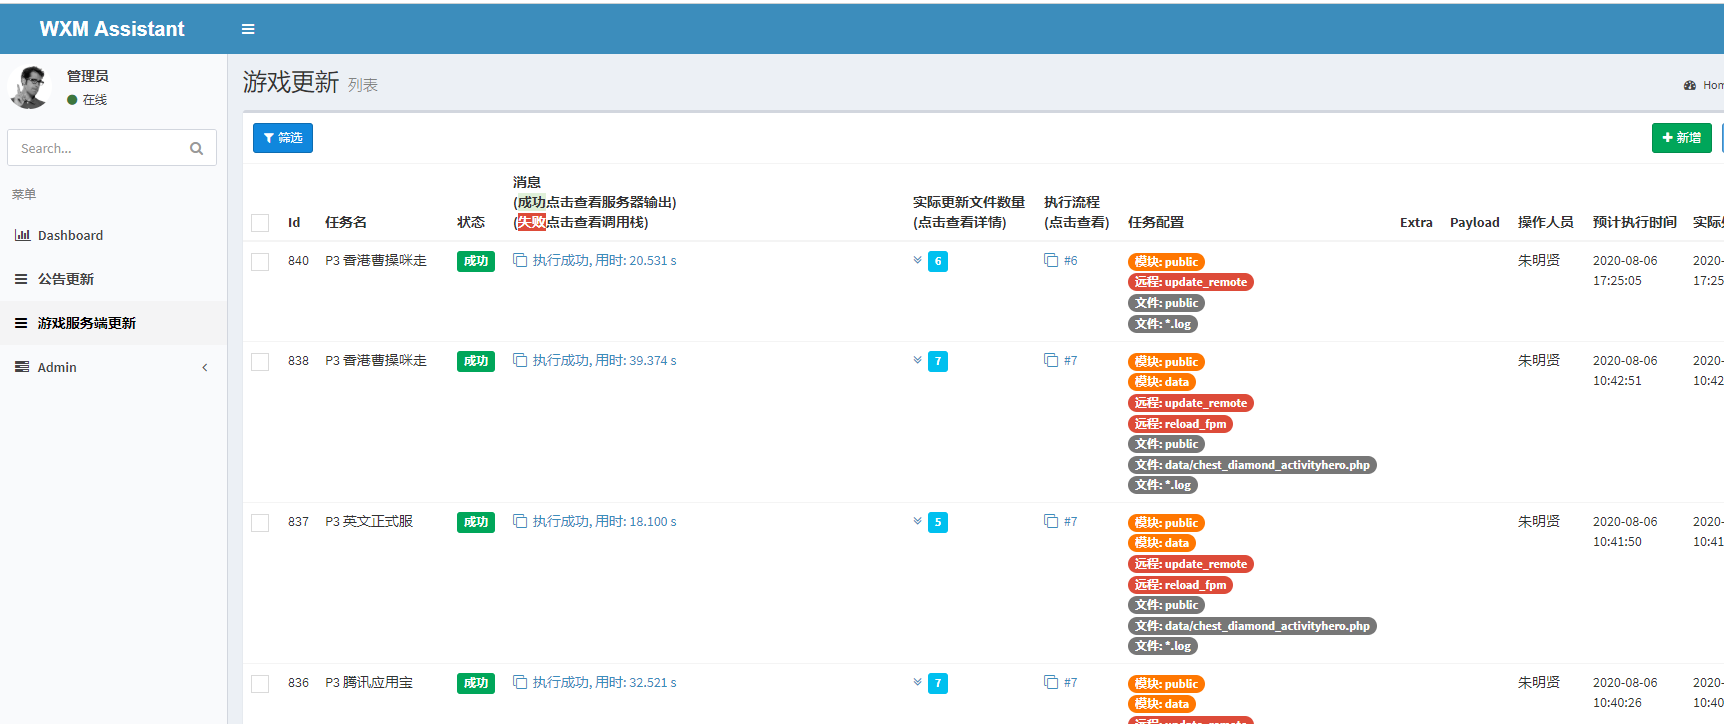 WXM Assistant
管理员
在线
Search...
菜单
Dashboard
公告更新
游戏服务端更新
Admin
游戏更新 列表
筛选
新增
消息
(成功点击查看服务器输出)
(失败点击查看调用栈)
实际更新文件数量
(点击查看详情)
执行流程
(点击查看)
Id 任务名 状态 任务配置 Extra Payload 操作人员 预计执行时间
840 P3 香港曹操咪走 成功 执行成功, 用时: 20.531 s 6 #6 朱明贤 2020-08-06 2020-
17:25:05 17:25
模块: public
远程: update_remote
文件: public
文件: *.log
838 P3 香港曹操咪走 成功 执行成功, 用时: 39.374 s 7 #7 朱明贤 2020-08-06 2020-
10:42:51 10:42
模块: public
模块: data
远程: update_remote
远程: reload_fpm
文件: public
文件: data/chest_diamond_activityhero.php
文件: *.log
837 P3 英文正式服 成功 执行成功, 用时: 18.100 s 5 #7 朱明贤 2020-08-06 2020-
10:41:50 10:41
模块: public
模块: data
远程: update_remote
远程: reload_fpm
文件: public
文件: data/chest_diamond_activityhero.php
文件: *.log
836 P3 腾讯应用宝 成功 执行成功, 用时: 32.521 s 7 #7 朱明贤 2020-08-06 2020-
10:40:26 10:40
模块: public
模块: data
远程: update_remote